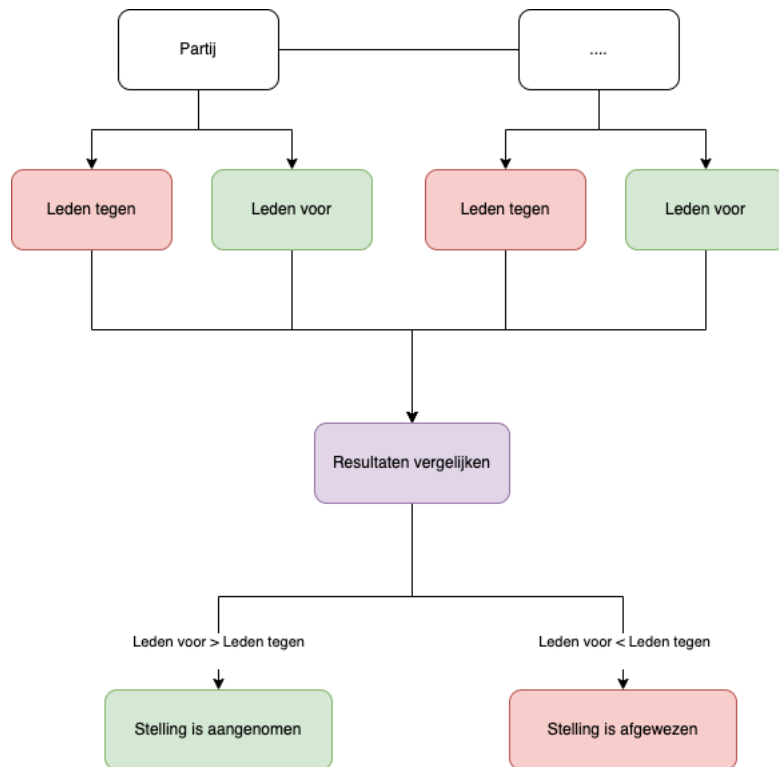 Partij
....
Leden tegen
Leden voor
Leden tegen
Leden voor
Resultaten vergelijken
Leden voor > Leden tegen
Leden voor < Leden tegen
Stelling is aangenomen
Stelling is afgewezen